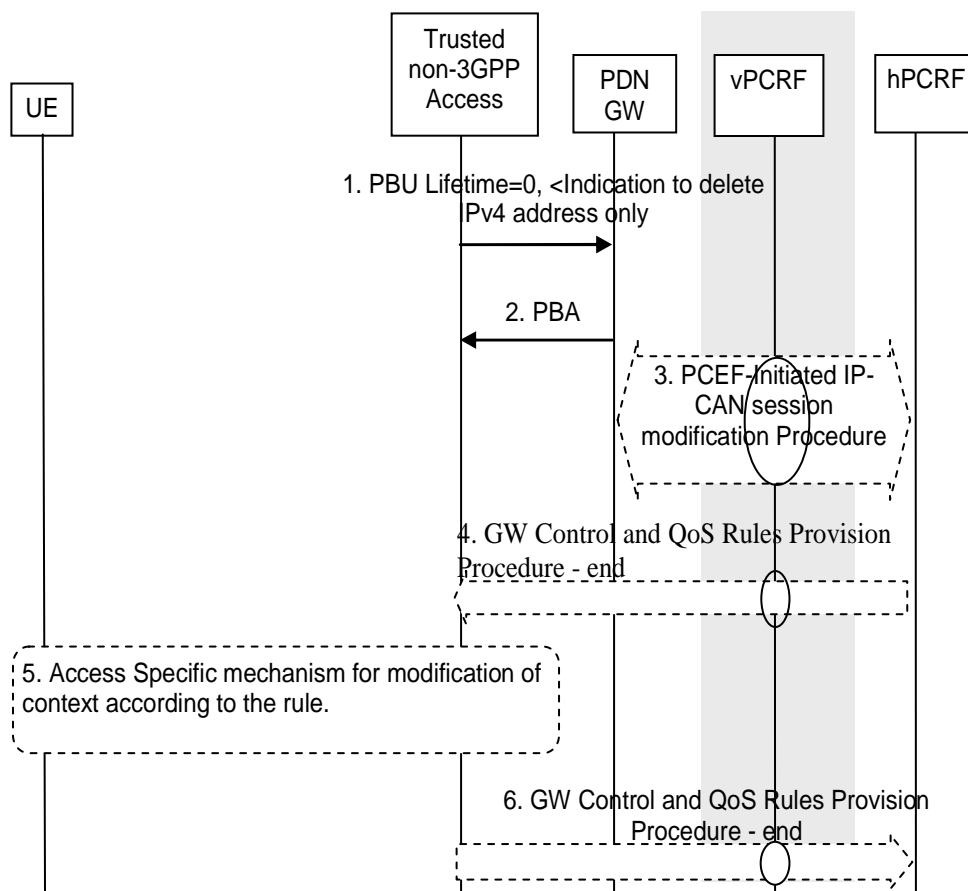 Trusted
non-3GPP
Access
PDN
GW
vPCRF
hPCRF
UE
1. PBU Lifetime=0, <Indication to delete
IPv4 address only
2. PBA
3. PCEF-Initiated IP-
CAN session
modification Procedure
4. GW Control and QoS Rules Provision
Procedure - end
5. Access Specific mechanism for modification of
context according to the rule.
6. GW Control and QoS Rules Provision
Procedure - end